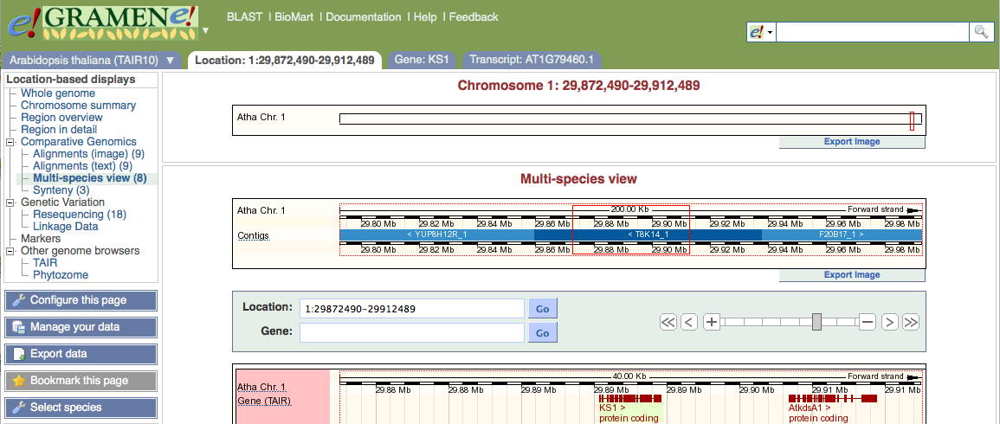 e! GRAMENE e! ▼
BLAST | BioMart | Documentation | Help | Feedback
e!
Arabidopsis thaliana (TAIR10) ▼ Location: 1:29,872,490-29,912,489 Gene: KS1 Transcript: AT1G79460.1
Location-based displays
Whole genome
Chromosome summary
Region overview
Region in detail
Comparative Genomics
Alignments (image) (9)
Alignments (text) (9)
Multi-species view (8)
Synteny (3)
Genetic Variation
Resequencing (18)
Linkage Data
Markers
Other genome browsers
TAIR
Phytozome
Configure this page
Manage your data
Export data
Bookmark this page
Select species
Chromosome 1: 29,872,490-29,912,489
Atha Chr. 1
Export Image
Multi-species view
Atha Chr. 1 200.00 Kb Forward strand
29.80 Mb 29.82 Mb 29.84 Mb 29.86 Mb 29.88 Mb 29.90 Mb 29.92 Mb 29.94 Mb 29.96 Mb 29.98 Mb
Contigs < YUP8H12R_1 < T8K14_1 F20B17_1 >
29.80 Mb 29.82 Mb 29.84 Mb 29.86 Mb 29.88 Mb 29.90 Mb 29.92 Mb 29.94 Mb 29.96 Mb 29.98 Mb
Export Image
Location: 1:29872490-29912489 Go
Gene: Go
40.00 Kb Forward strand
Atha Chr. 1 29.88 Mb 29.88 Mb 29.89 Mb 29.89 Mb 29.90 Mb 29.90 Mb 29.91 Mb 29.91 Mb
Gene (TAIR)
KS1 > AtkdsA1 >
protein coding protein coding